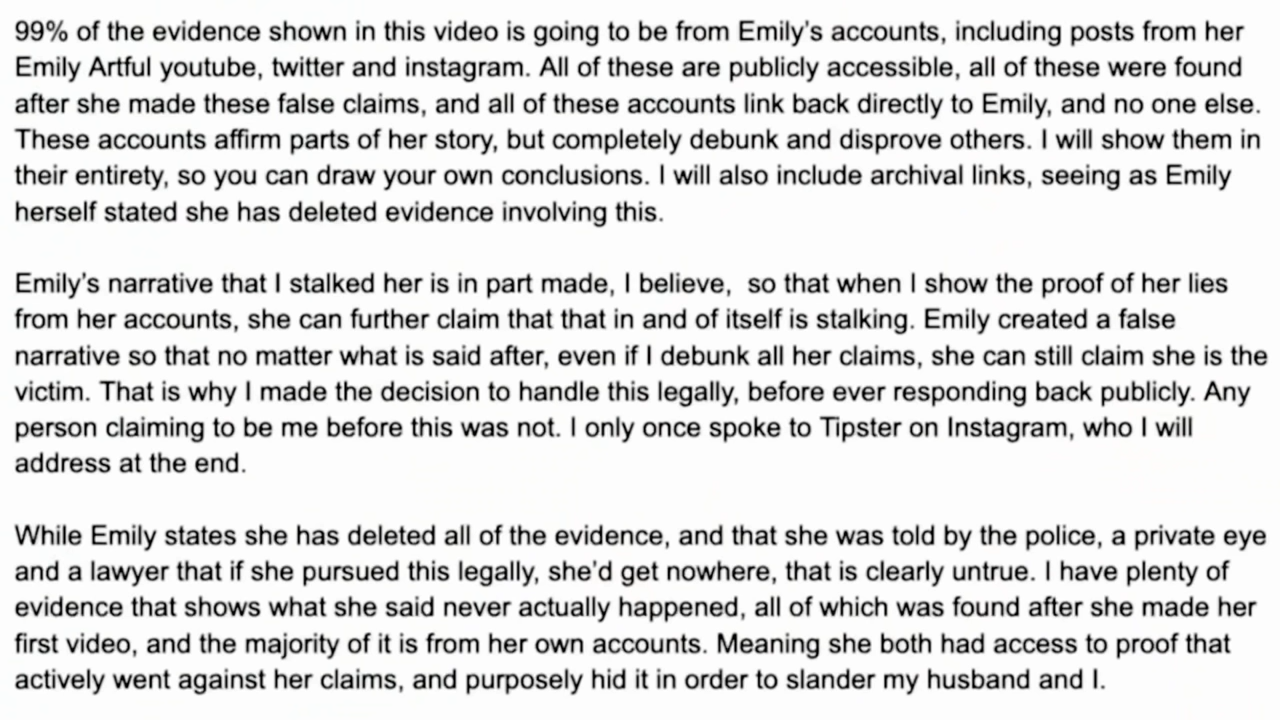 99% of the evidence shown in this video is going to be from Emily's accounts, including posts from her
Emily Artful youtube, twitter and instagram. All of these are publicly accessible, all of these were found
after she made these false claims, and all of these accounts link back directly to Emily, and no one else.
These accounts affirm parts of her story, but completely debunk and disprove others. I will show them in
their entirety, so you can draw your own conclusions. I will also include archival links, seeing as Emily
herself stated she has deleted evidence involving this.
Emily's narrative that I stalked her is in part made, I believe,  so that when I show the proof of her lies
from her accounts, she can further claim that that in and of itself is stalking. Emily created a false
narrative so that no matter what is said after, even if I debunk all her claims, she can still claim she is the
victim. That is why I made the decision to handle this legally, before ever responding back publicly. Any
person claiming to be me before this was not. I only once spoke to Tipster on Instagram, who I will
address at the end.
While Emily states she has deleted all of the evidence, and that she was told by the police, a private eye
and a lawyer that if she pursued this legally, she'd get nowhere, that is clearly untrue. I have plenty of
evidence that shows what she said never actually happened, all of which was found after she made her
first video, and the majority of it is from her own accounts. Meaning she both had access to proof that
actively went against her claims, and purposely hid it in order to slander my husband and I.